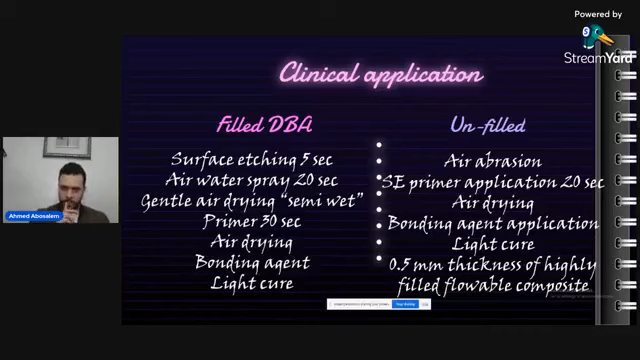 Powered by
StreamYard
Clinical application
Filled DBA
Surface etching 5 sec
Air water spray 20 sec
Gentle air drying "semi wet"
Primer 30 sec
Air drying
Bonding agent
Light cure
Un-filled
Air abrasion
SE primer application 20 sec
Air drying
Bonding agent application
Light cure
0.5 mm thickness of highly
filled flowable composite
Ahmed Abosalem